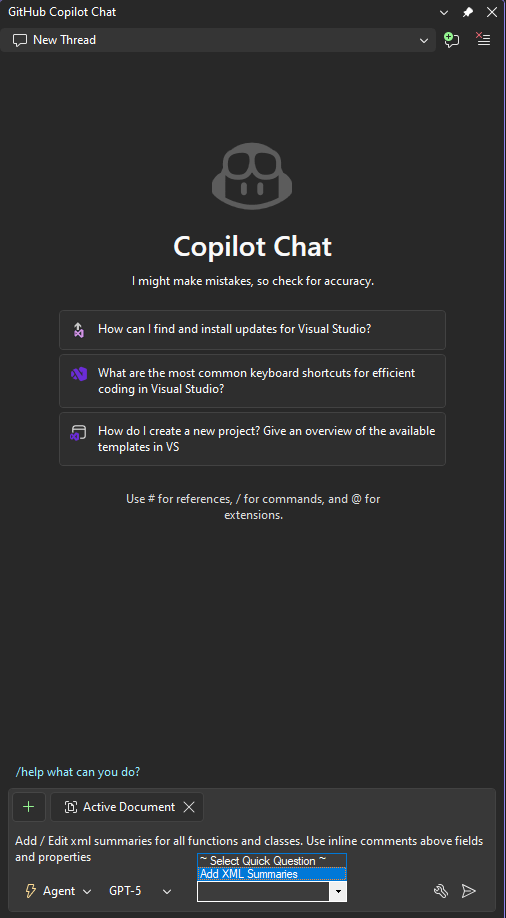 GitHub Copilot Chat
New Thread
Copilot Chat
I might make mistakes, so check for accuracy.
How can I find and install updates for Visual Studio?
What are the most common keyboard shortcuts for efficient
coding in Visual Studio?
How do I create a new project? Give an overview of the available
templates in VS
Use # for references, / for commands, and @ for
extensions.
/help what can you do?
Active Document
Add / Edit xml summaries for all functions and classes. Use inline comments above fields
and properties
~ Select Quick Question ~
Add XML Summaries
Agent
GPT-5